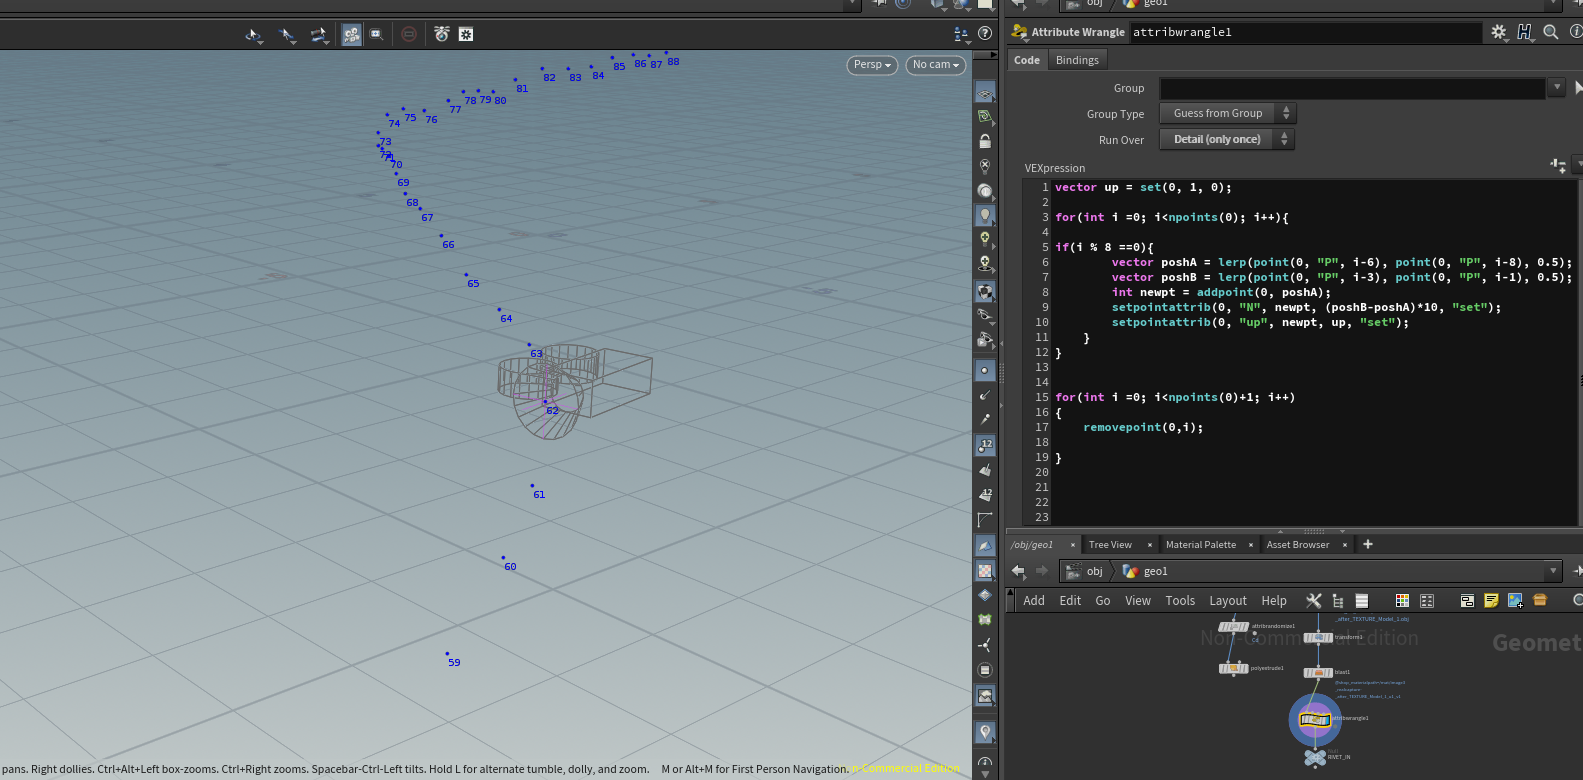 obj geo1
Attribute Wrangle attribwrangle1
Code Bindings
Group
Group Type Guess from Group
Run Over Detail (only once)
VEXpression
1 vector up = set(0, 1, 0);
2
3 for(int i =0; i<npoints(0); i++){
4
5 if(i % 8 ==0){
6 vector poshA = lerp(point(0, "P", i-6), point(0, "P", i-8), 0.5);
7 vector poshB = lerp(point(0, "P", i-3), point(0, "P", i-1), 0.5);
8 int newpt = addpoint(0, poshA);
9 setpointattrib(0, "N", newpt, (poshB-poshA)*10, "set");
10 setpointattrib(0, "up", newpt, up, "set");
11 }
12 }
13
14
15 for(int i =0; i<npoints(0)+1; i++)
16 {
17 removepoint(0,i);
18
19 }
20
21
22
23
Persp No cam
88
87
86
85
84
83
82
81
80
79
78
77
76
75
74
73
70
69
68
67
66
65
64
63
62
61
60
59
12
12
pans. Right dollies. Ctrl+Alt+Left box-zooms. Ctrl+Right zooms. Spacebar-Ctrl-Left tilts. Hold L for alternate tumble, dolly, and zoom. M or Alt+M for First Person Navigation.
n-Commercial Edition
/obj/geo1 × Tree View × Material Palette × Asset Browser ×
obj geo1
Add Edit Go View Tools Layout Help
_after_TEXTURE_Model_1.obj
attribrandomize1
transform1
Geomet
polyextrude1
blast1
attribwrangle1
RIVET_IN